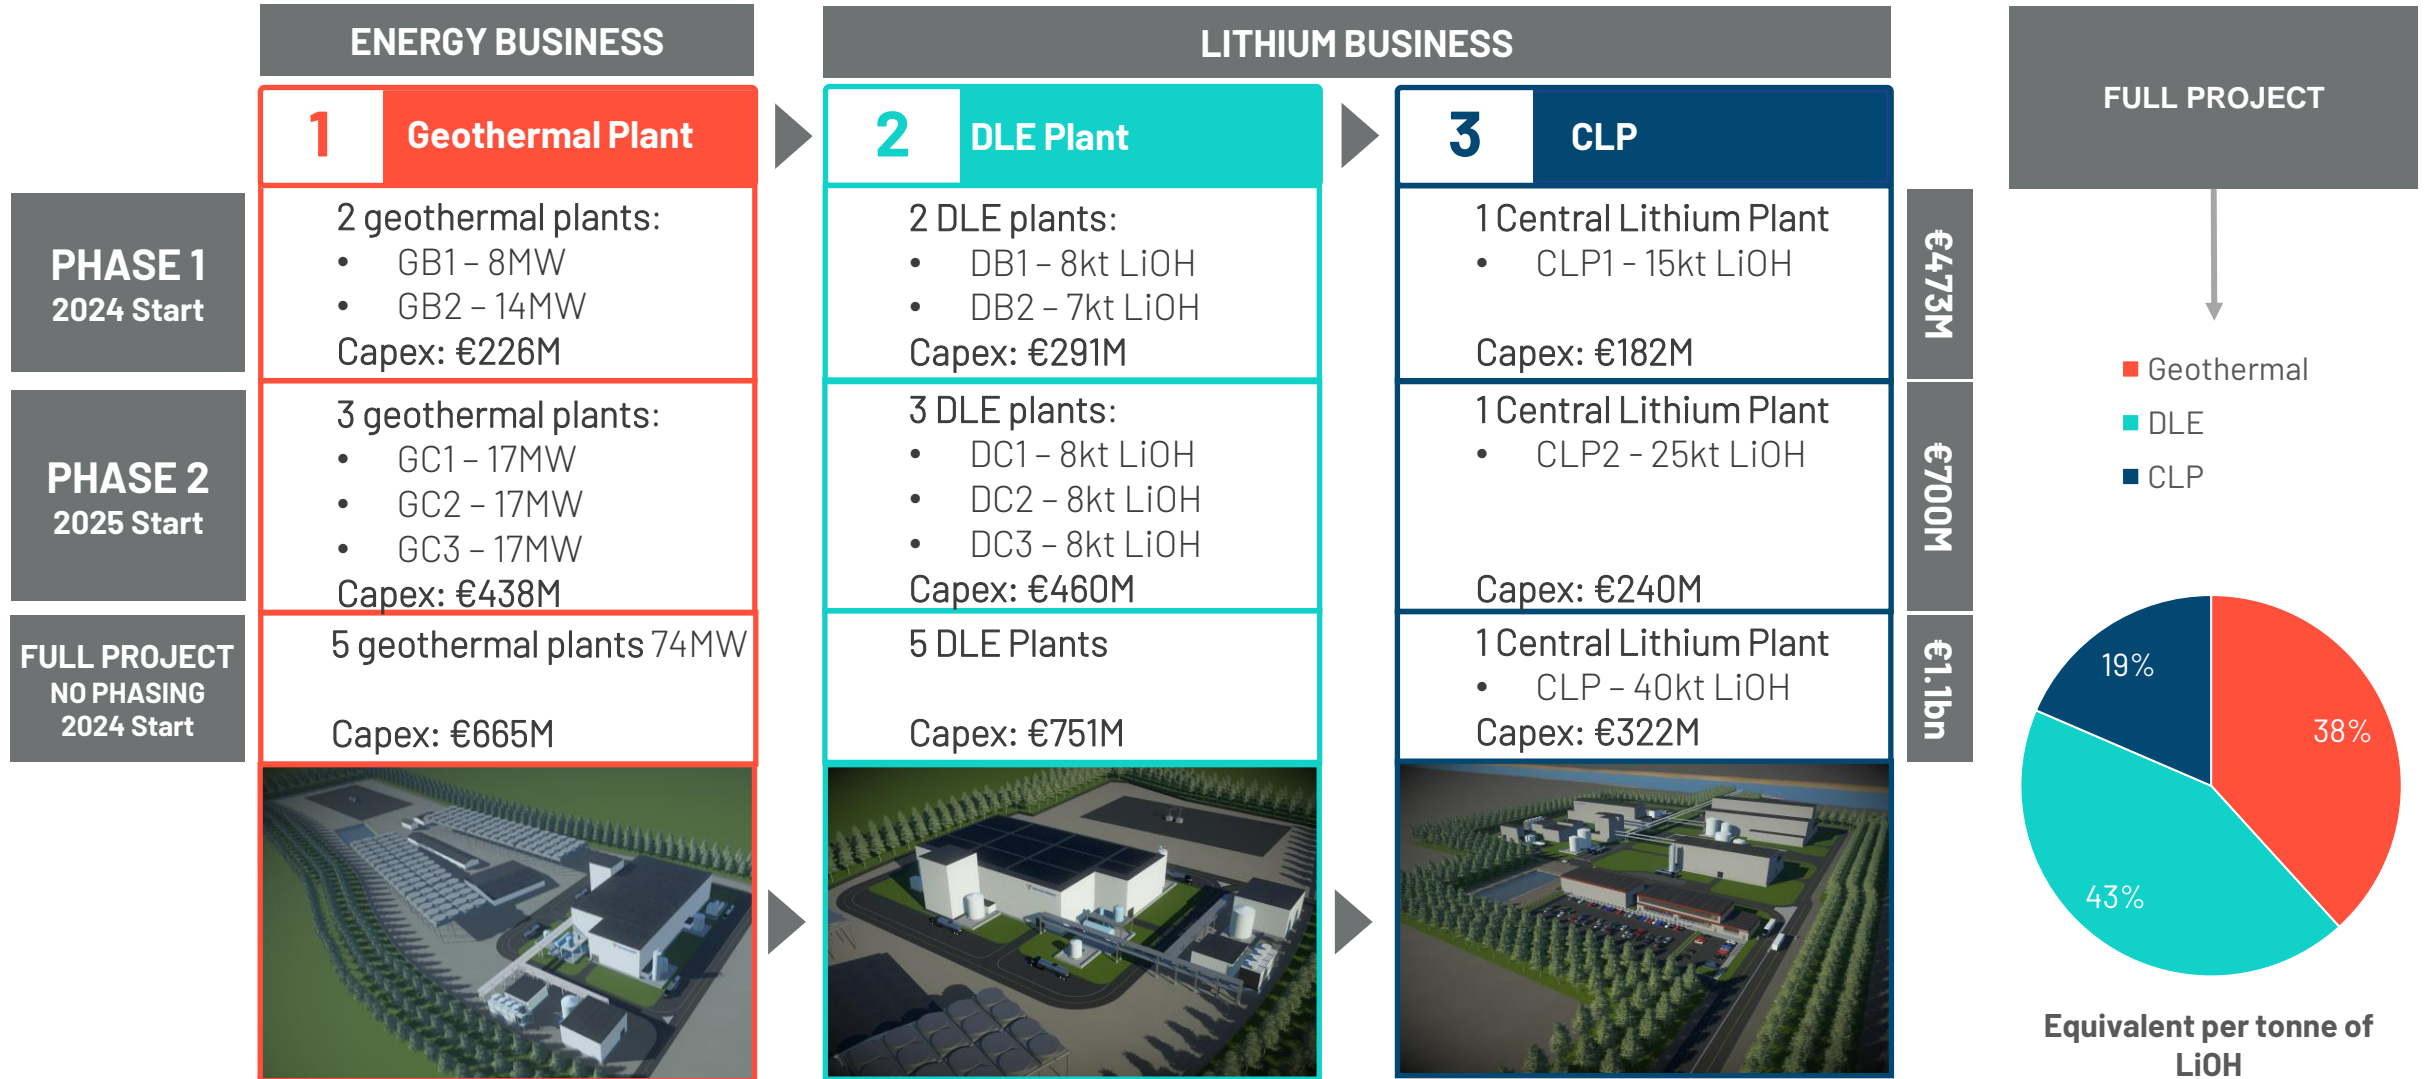 ENERGY BUSINESS
LITHIUM BUSINESS
FULL PROJECT
1
Geothermal Plant
2
DLE Plant
3
CLP
PHASE 1
2024 Start
2 geothermal plants:
• GB1 – 8MW
• GB2 – 14MW
Capex: €226M
2 DLE plants:
• DB1 – 8kt LiOH
• DB2 – 7kt LiOH
Capex: €291M
1 Central Lithium Plant
• CLP1 - 15kt LiOH
Capex: €182M
€473M
PHASE 2
2025 Start
3 geothermal plants:
• GC1 – 17MW
• GC2 – 17MW
• GC3 – 17MW
Capex: €438M
3 DLE plants:
• DC1 – 8kt LiOH
• DC2 – 8kt LiOH
• DC3 – 8kt LiOH
Capex: €460M
1 Central Lithium Plant
• CLP2 - 25kt LiOH
Capex: €240M
€700M
FULL PROJECT
NO PHASING
2024 Start
5 geothermal plants 74MW
Capex: €665M
5 DLE Plants
Capex: €751M
1 Central Lithium Plant
• CLP – 40kt LiOH
Capex: €322M
€1.1bn
Geothermal
DLE
CLP
19%
38%
43%
Equivalent per tonne of
LiOH